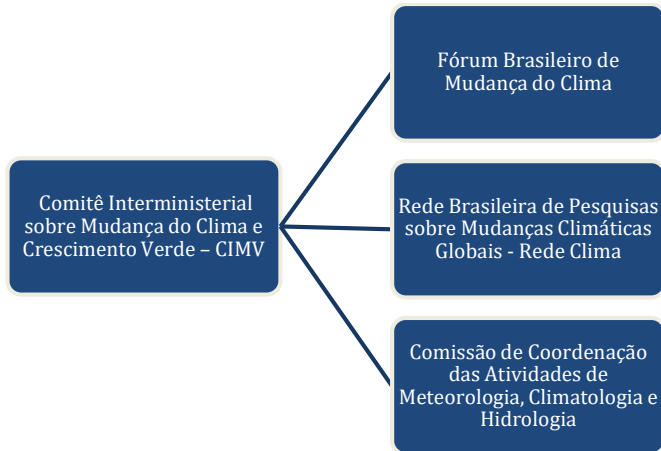 Fórum Brasileiro de
Mudança do Clima
Comitê Interministerial
sobre Mudança do Clima e
Crescimento Verde – CIMV
Rede Brasileira de Pesquisas
sobre Mudanças Climáticas
Globais - Rede Clima
Comissão de Coordenação
das Atividades de
Meteorologia, Climatologia e
Hidrologia